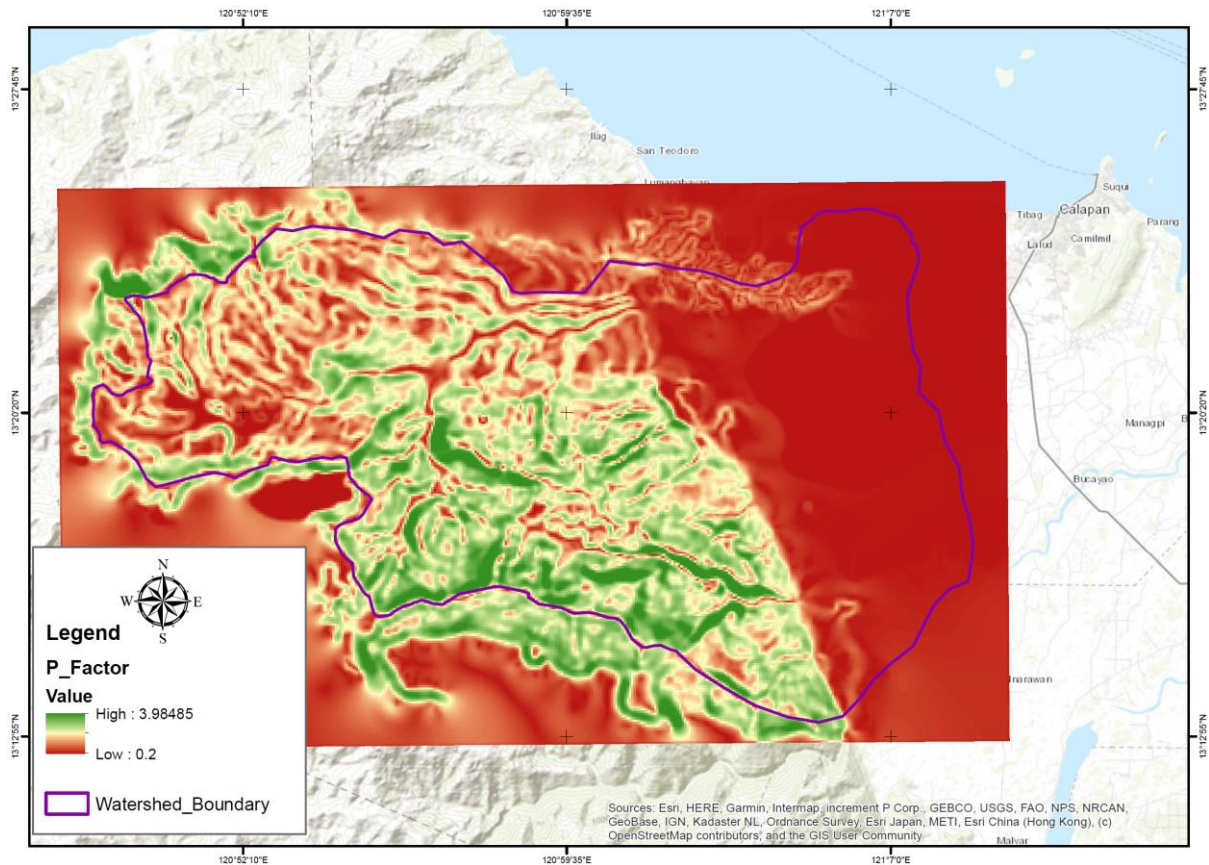 120°52'10"E
120°59'35"E
121°7'0"E
13°27'45"N
13°27'45"N
Ilag
San Teodoro
Lumangbayan
Suqui
Tibag
Calapan
Parang
Lalud
Camilmil
13°20'20"N
13°20'20"N
Managpi
B
Bucayao
N
W
E
S
Legend
P_Factor
Value
High : 3.98485
Low : 0.2
Watershed_Boundary
Inarawan
13°12'55"N
13°12'55"N
Sources: Esri, HERE, Garmin, Intermap, increment P Corp., GEBCO, USGS, FAO, NPS, NRCAN,
GeoBase, IGN, Kadaster NL, Ordnance Survey, Esri Japan, METI, Esri China (Hong Kong), (c)
OpenStreetMap contributors, and the GIS User Community
Malvar
120°52'10"E
120°59'35"E
121°7'0"E